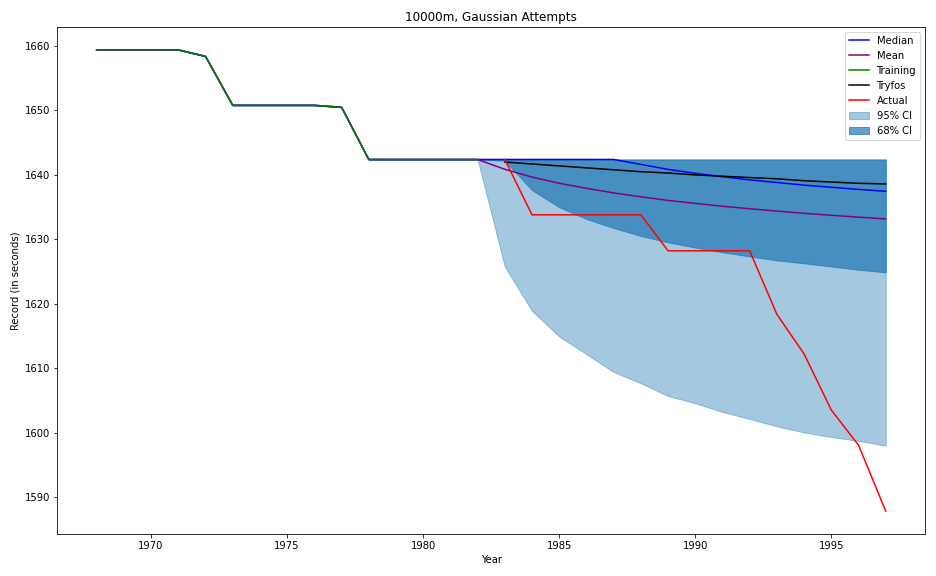 10000m, Gaussian Attempts
Median
Mean
Training
Tryfos
Actual
95% CI
68% CI
Record (in seconds)
1660
1650
1640
1630
1620
1610
1600
1590
1970
1975
1980
1985
1990
1995
Year